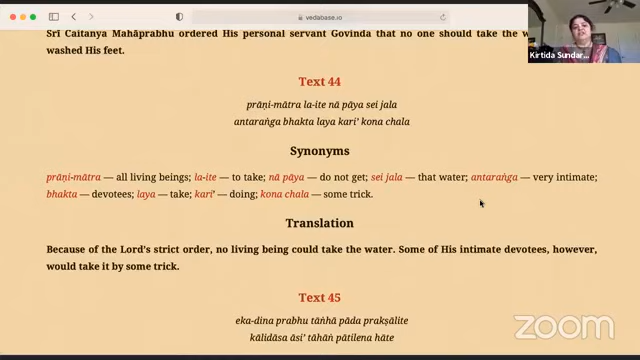 vedabase.io
Śrī Caitanya Mahāprabhu ordered His personal servant Govinda that no one should take the
washed His feet.
Kirtida Sundar...
Text 44
prāṇi-mātra la-ite nā pāya sei jala
antaraṅga bhakta laya kari' kona chala
Synonyms
prāṇi-mātra — all living beings; la-ite — to take; nā pāya — do not get; sei jala — that water; antaraṅga — very intimate;
bhakta — devotees; laya — take; kari' — doing; kona chala — some trick.
Translation
Because of the Lord's strict order, no living being could take the water. Some of His intimate devotees, however,
would take it by some trick.
Text 45
eka-dina prabhu tāṅhā pāda prakṣālite
kālidāsa āsi' tāhāṅ pātilena hāte
zoom